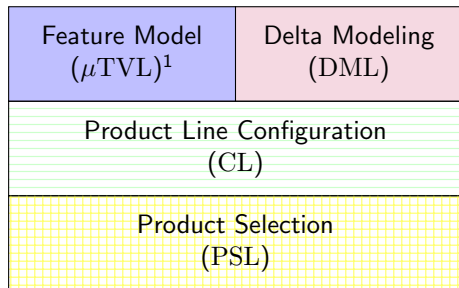 Feature Model
(μTVL)¹
Delta Modeling
(DML)
Product Line Configuration
(CL)
Product Selection
(PSL)